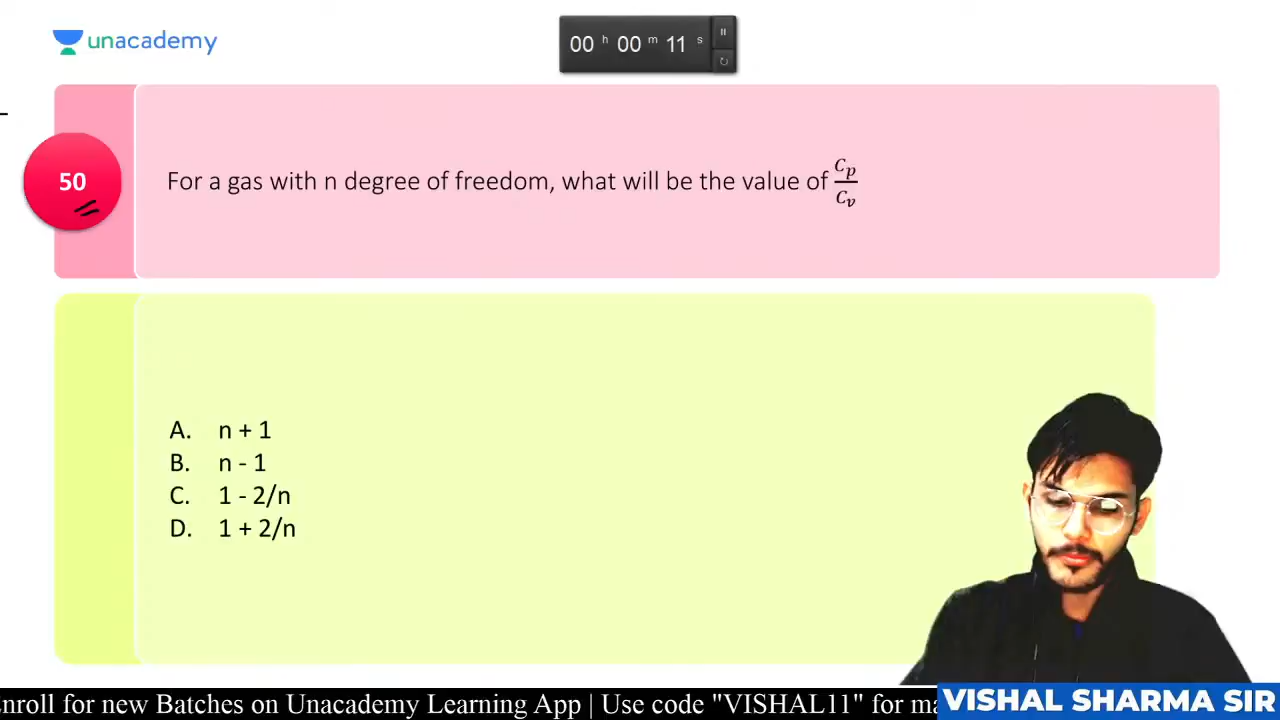 unacademy
00 h 00 m 11 s
50
For a gas with n degree of freedom, what will be the value of C_p/C_v
A. n + 1
B. n - 1
C. 1 - 2/n
D. 1 + 2/n
nroll for new Batches on Unacademy Learning App | Use code "VISHAL11" for ma
VISHAL SHARMA SIR